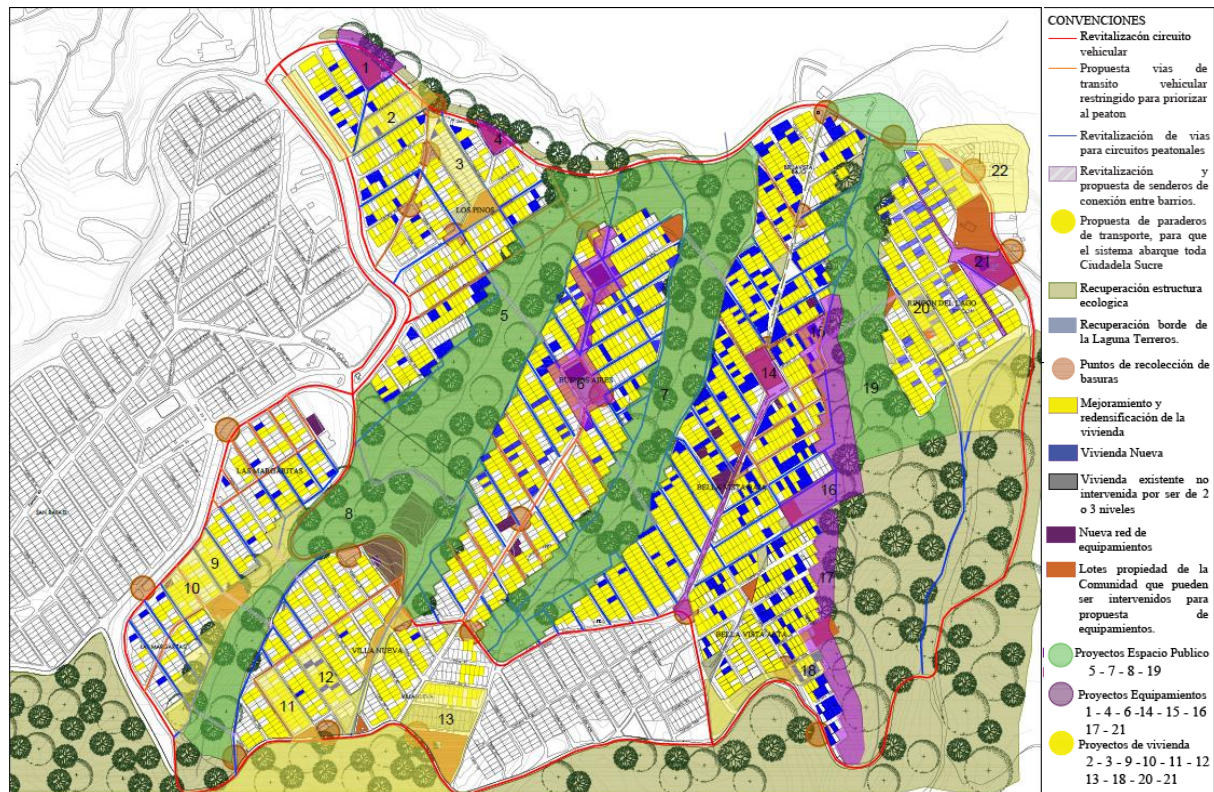 CONVENCIONES
Revitalizacón circuito
vehicular
Propuesta vias de
transito vehicular
restringido para priorizar
al peaton
Revitalización de vias
para circuitos peatonales
Revitalización y
propuesta de senderos de
conexión entre barrios.
Propuesta de paraderos
de transporte, para que
el sistema abarque toda
Ciudadela Sucre
Recuperación estructura
ecologica
Recuperación borde de
la Laguna Terreros.
Puntos de recolección de
basuras
Mejoramiento y
redensificación de la
vivienda
Vivienda Nueva
Vivienda existente no
intervenida por ser de 2
o 3 niveles
Nueva red de
equipamientos
Lotes propiedad de la
Comunidad que pueden
ser intervenidos para
propuesta de
equipamientos.
Proyectos Espacio Publico
5 - 7 - 8 - 19
Proyectos Equipamientos
1 - 4 - 6 -14 - 15 - 16
17 - 21
Proyectos de vivienda
2 - 3 - 9 -10 - 11 - 12
13 - 18 - 20 - 21
1
2
3
4
LOS PINOS
5
BUENOS AIRES
6
7
14
19
20
RINCON DEL LAGO
21
22
LAS MARGARITAS
8
9
10
11
12
VILLA NUEVA
13
16
17
BELLA VISTA ALTA
18